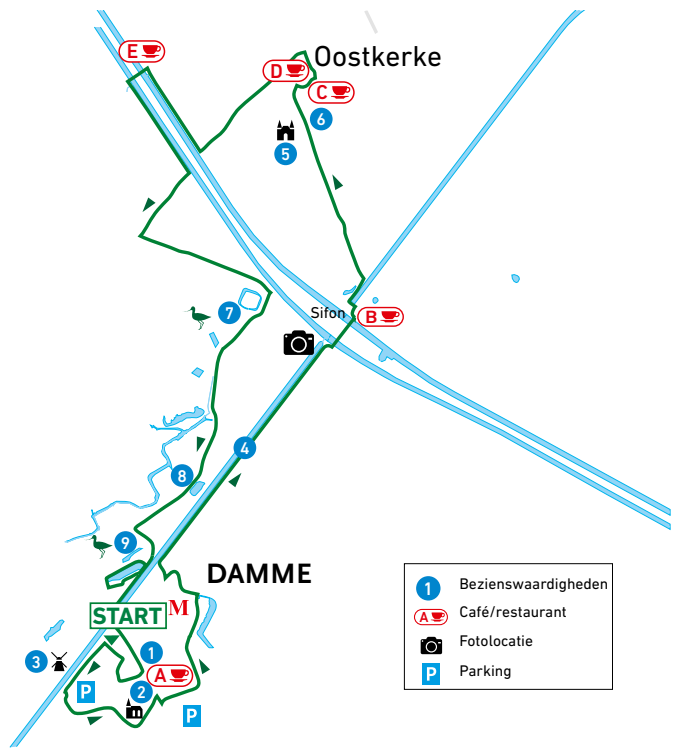 E
D
Oostkerke
C
6
5
7
Sifon
B
4
8
9
DAMME
START
M
1
3
A
2
P
P
1 Bezienswaardigheden
A Café/restaurant
Fotolocatie
P Parking